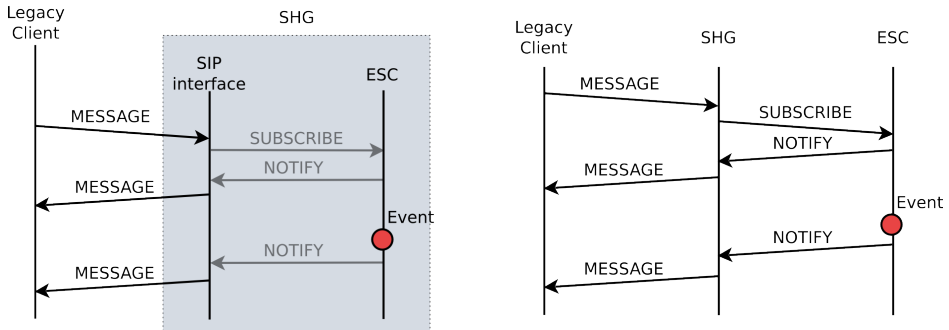 Legacy
Client
SHG
SIP
interface
ESC
MESSAGE
SUBSCRIBE
NOTIFY
MESSAGE
Event
NOTIFY
MESSAGE
Legacy
Client
SHG
ESC
MESSAGE
SUBSCRIBE
NOTIFY
MESSAGE
Event
NOTIFY
MESSAGE